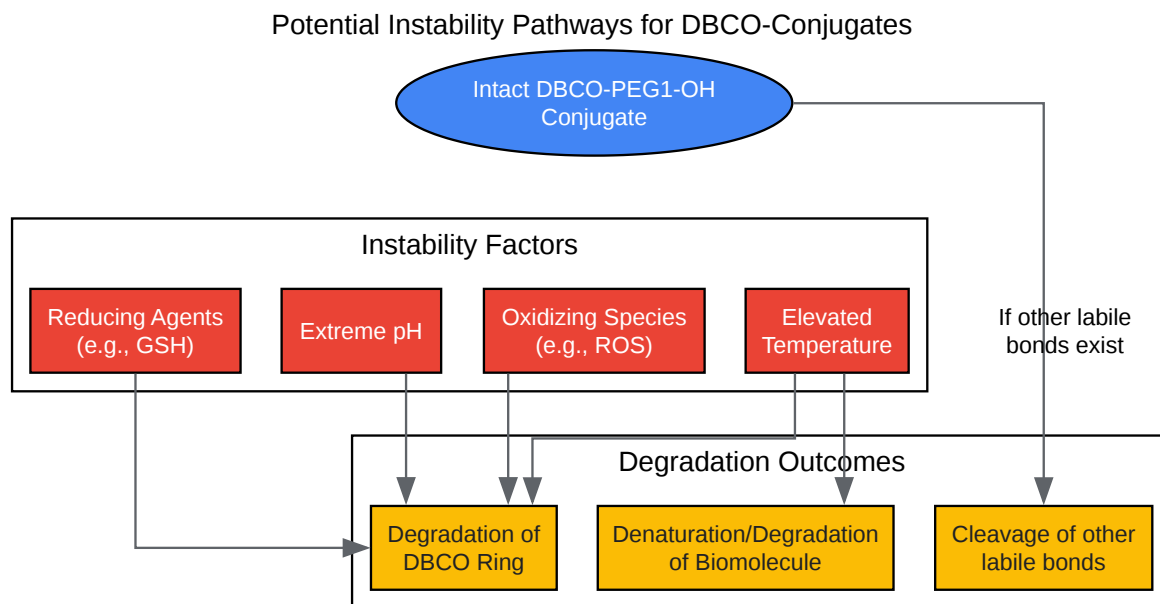 Potential Instability Pathways for DBCO-Conjugates
Intact DBCO-PEG1-OH
Conjugate
Instability Factors
Reducing Agents
(e.g., GSH)
Extreme pH
Oxidizing Species
(e.g., ROS)
Elevated
Temperature
If other labile
bonds exist
Degradation Outcomes
Degradation of
DBCO Ring
Denaturation/Degradation
of Biomolecule
Cleavage of other
labile bonds